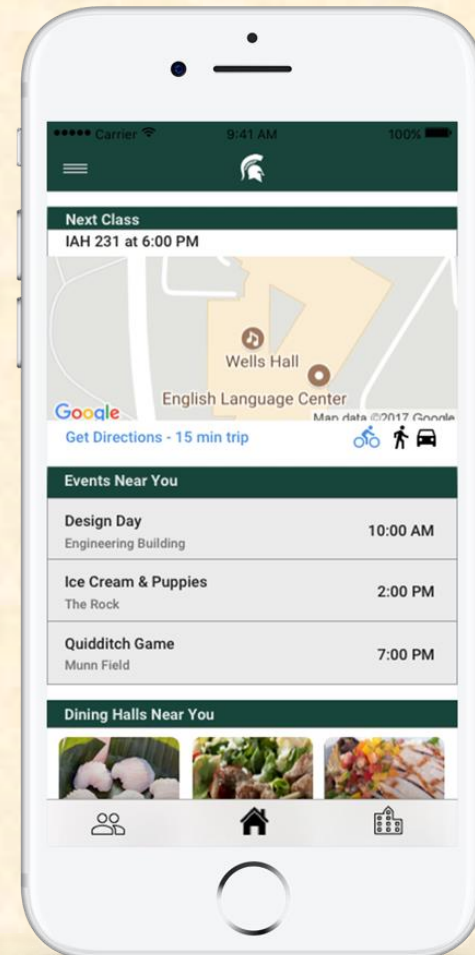 Carrier 9:41 AM 100%
Next Class
IAH 231 at 6:00 PM
Wells Hall
English Language Center
Google
Map data ©2017 Google
Get Directions - 15 min trip
Events Near You
Design Day
10:00 AM
Engineering Building
Ice Cream & Puppies
2:00 PM
The Rock
Quidditch Game
7:00 PM
Munn Field
Dining Halls Near You